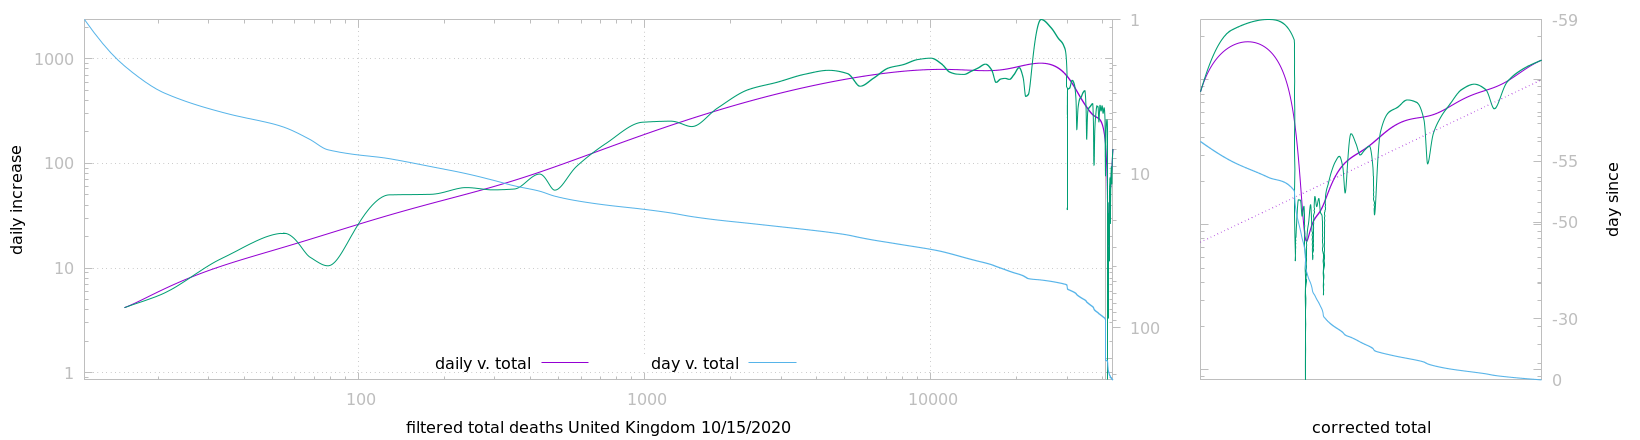 1000
100
10
1
daily increase
100
1000
10000
filtered total deaths United Kingdom 10/15/2020
daily v. total
day v. total
1
10
100
-59
-55
-50
-30
0
day since
corrected total